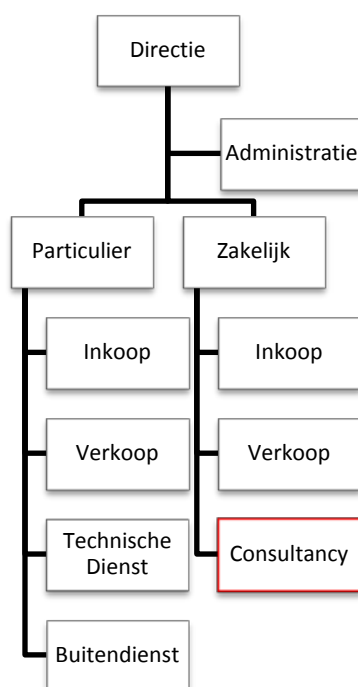 Directie
Administratie
Particulier
Zakelijk
Inkoop
Inkoop
Verkoop
Verkoop
Technische
Dienst
Consultancy
Buitendienst